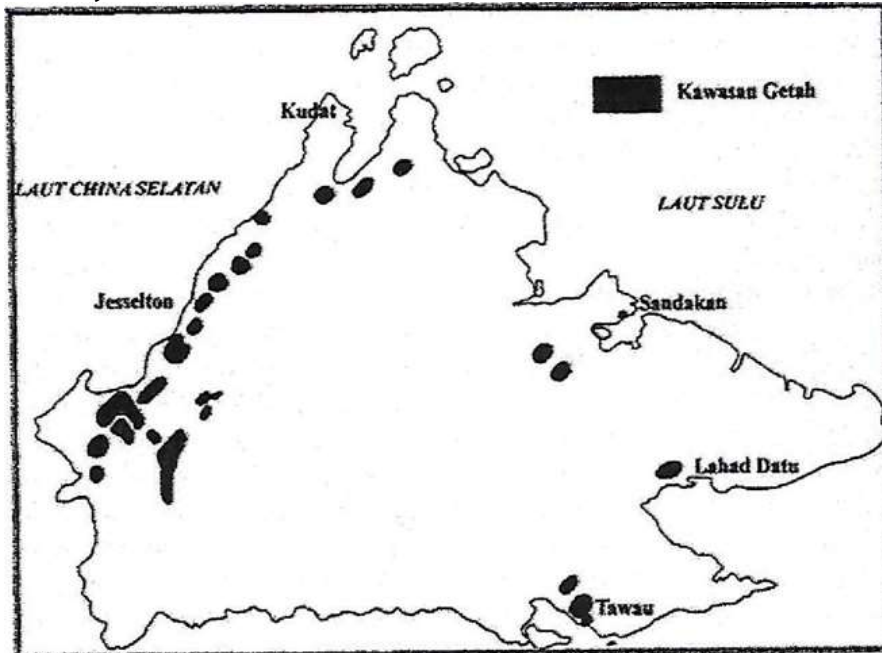 Kawasan Getah
Kudat
LAUT CHINA SELATAN
LAUT SULU
Jesselton
Sandakan
Lahad Datu
Tawau